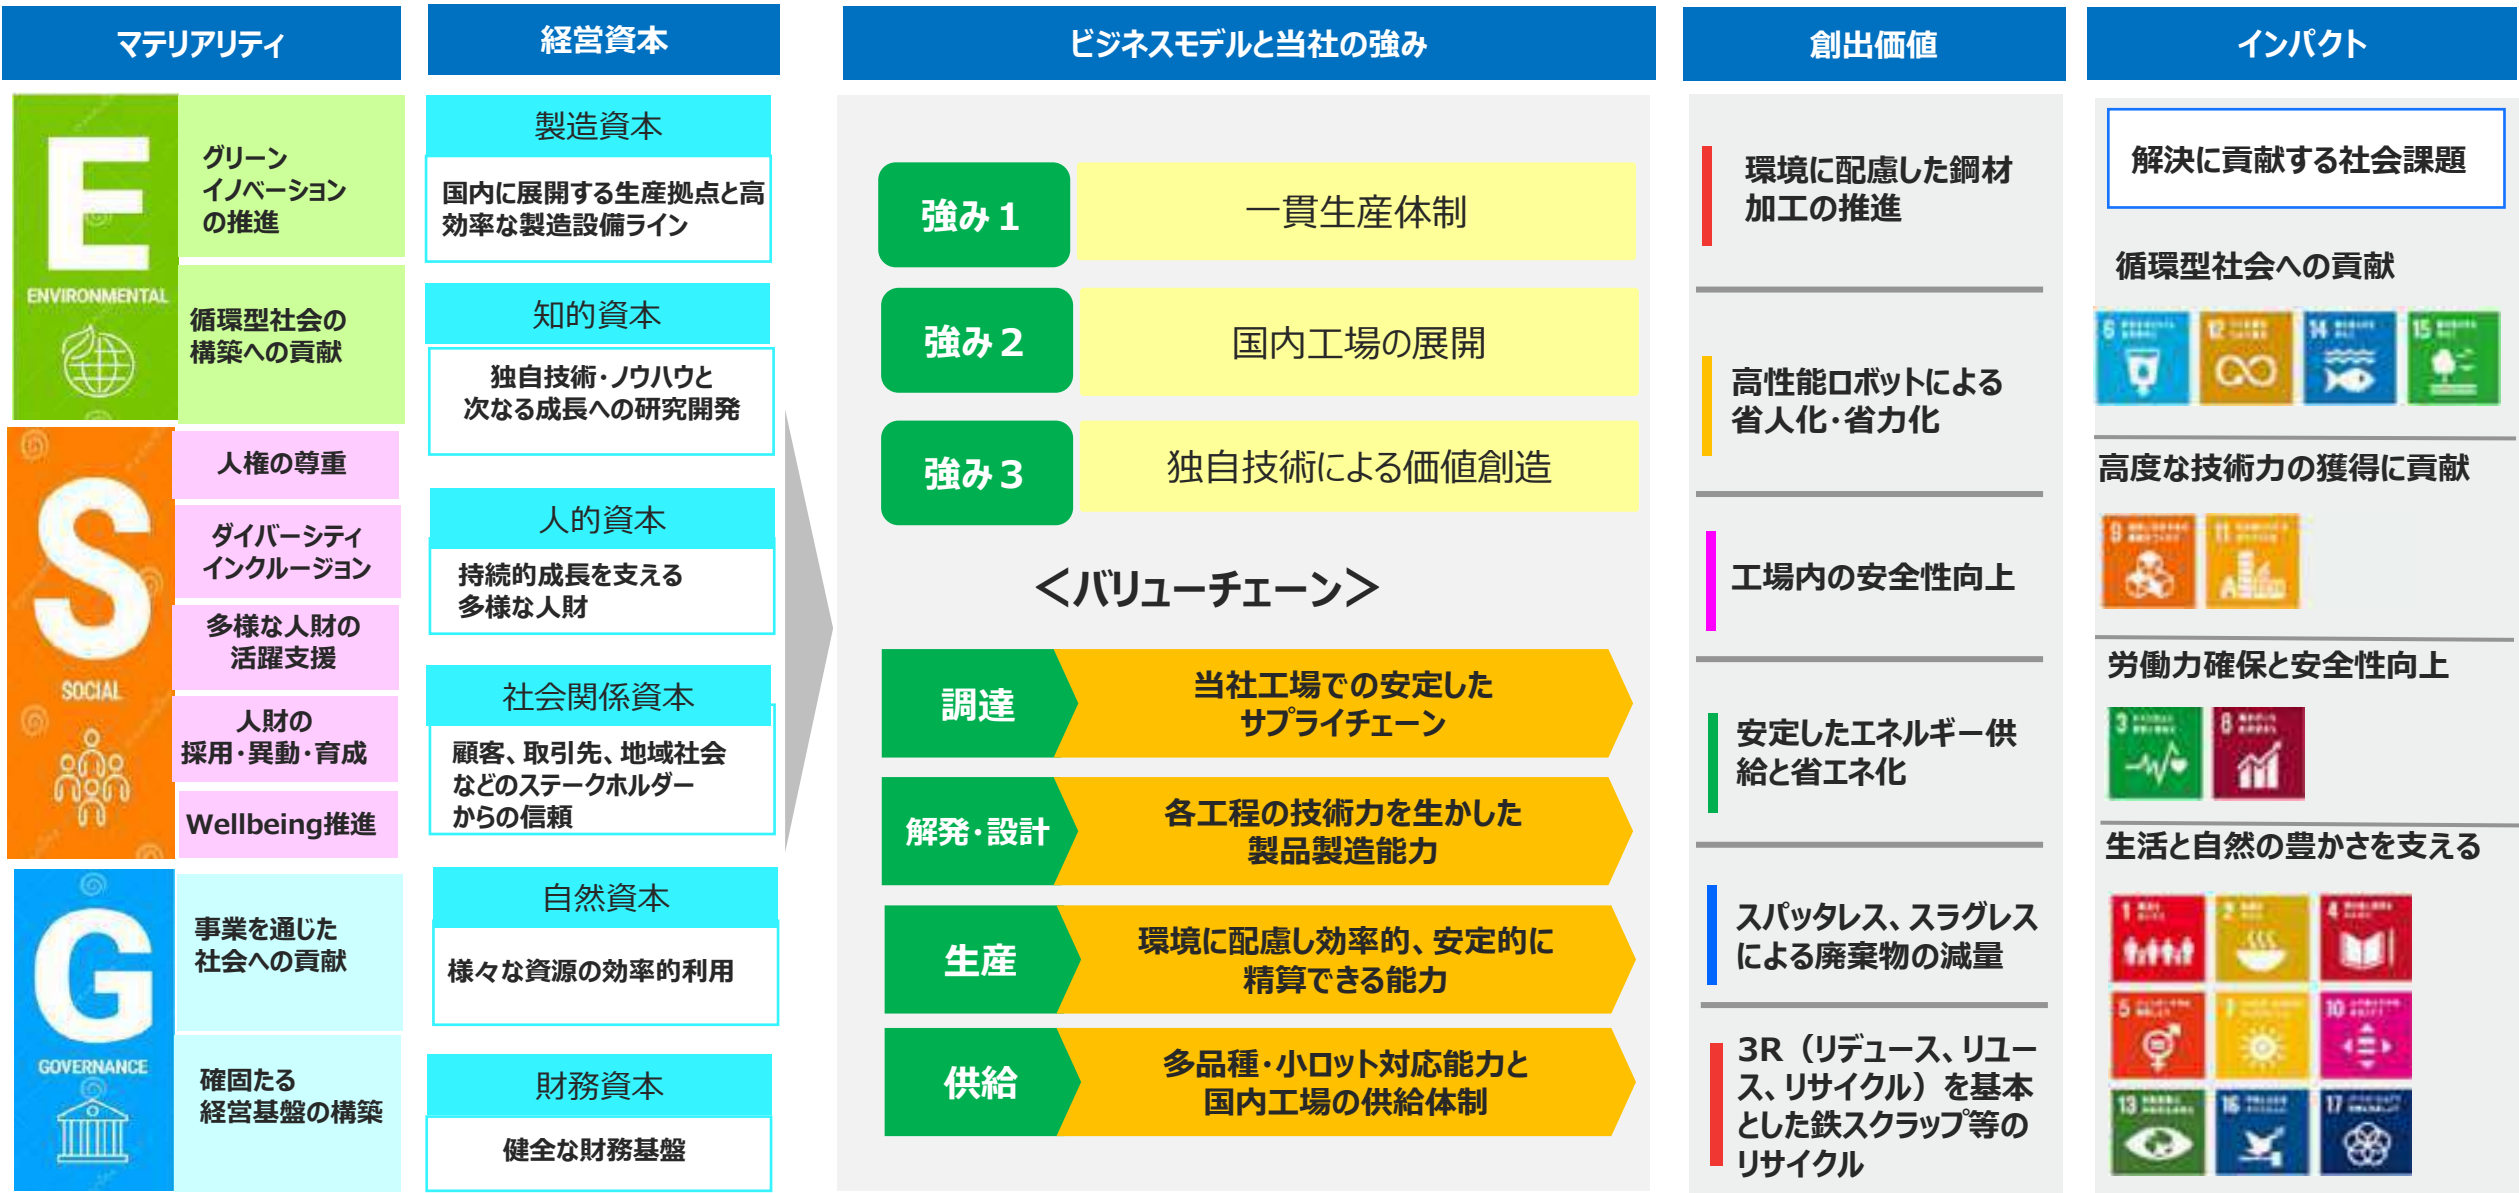 マテリアリティ
経営資本
ビジネスモデルと当社の強み
創出価値
インパクト
E
ENVIRONMENTAL
グリーン
イノベーション
の推進
循環型社会の
構築への貢献
S
SOCIAL
人権の尊重
ダイバーシティ
インクルージョン
多様な人財の
活躍支援
人財の
採用・異動・育成
Wellbeing推進
G
GOVERNANCE
事業を通じた
社会への貢献
確固たる
経営基盤の構築
製造資本
国内に展開する生産拠点と高
効率な製造設備ライン
知的資本
独自技術・ノウハウと
次なる成長への研究開発
人的資本
持続的成長を支える
多様な人財
社会関係資本
顧客、取引先、地域社会
などのステークホルダー
からの信頼
自然資本
様々な資源の効率的利用
財務資本
健全な財務基盤
強み1
一貫生産体制
強み2
国内工場の展開
強み3
独自技術による価値創造
＜バリューチェーン＞
調達
当社工場での安定した
サプライチェーン
解発・設計
各工程の技術力を生かした
製品製造能力
生産
環境に配慮し効率的、安定的に
精算できる能力
供給
多品種・小ロット対応能力と
国内工場の供給体制
環境に配慮した鋼材
加工の推進
高性能ロボットによる
省人化・省力化
工場内の安全性向上
安定したエネルギー供
給と省エネ化
スパッタレス、スラグレス
による廃棄物の減量
3R（リデュース、リユー
ス、リサイクル）を基本
とした鉄スクラップ等の
リサイクル
解決に貢献する社会課題
循環型社会への貢献
6
12
14
15
高度な技術力の獲得に貢献
9
11
労働力確保と安全性向上
3
8
生活と自然の豊かさを支える
1
2
4
5
7
10
13
16
17